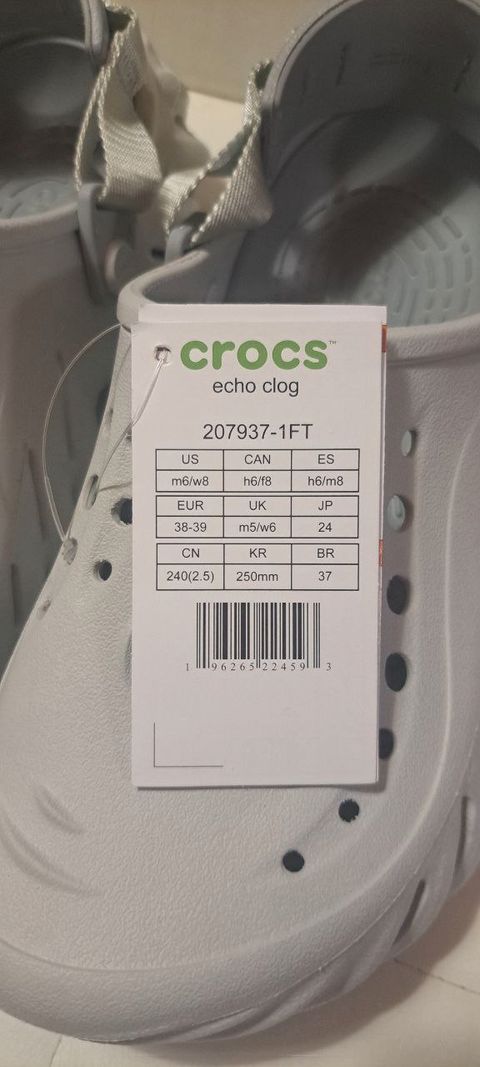 crocs™
echo clog
207937-1FT
US CAN ES
m6/w8 h6/f8 h6/m8
EUR UK JP
38-39 m5/w6 24
CN KR BR
240(2.5) 250mm 37
1 96265 22459 3